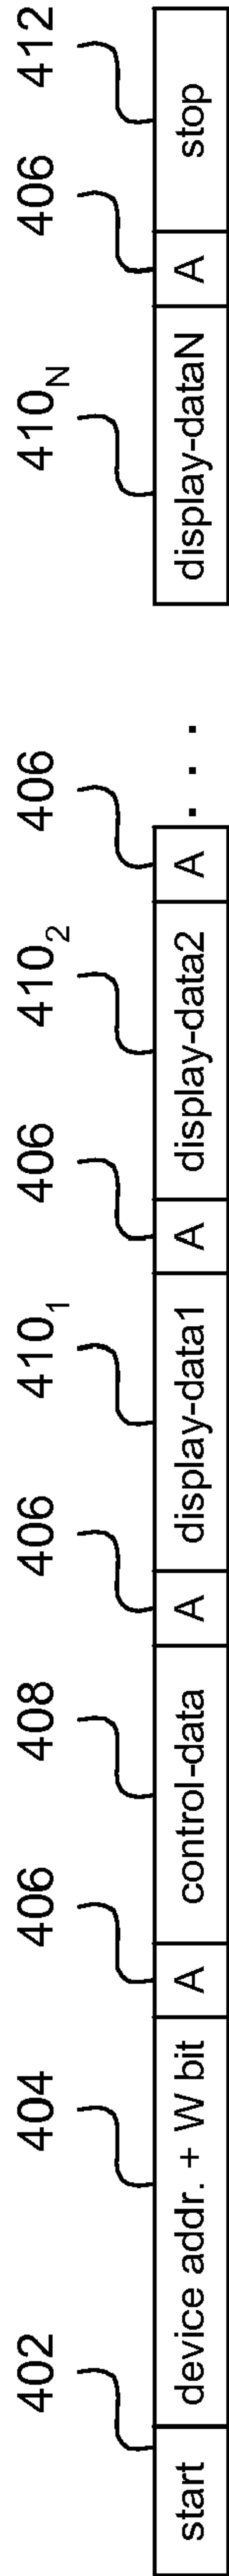 402 404 406 408 406 410₁ 406 410₂ 406 410_N 406 412
start device addr. + W bit A control-data A display-data1 A display-data2 A . . . display-dataN A stop